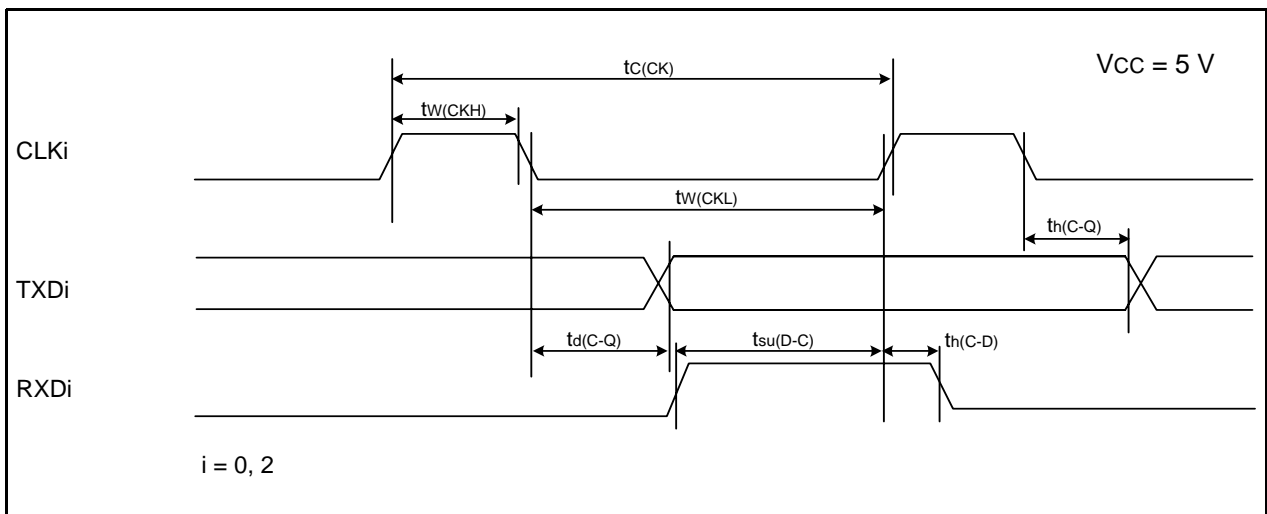 tC(CK)
VCC = 5 V
tW(CKH)
CLKi
tW(CKL)
th(C-Q)
TXDi
td(C-Q)
tsu(D-C)
th(C-D)
RXDi
i = 0, 2